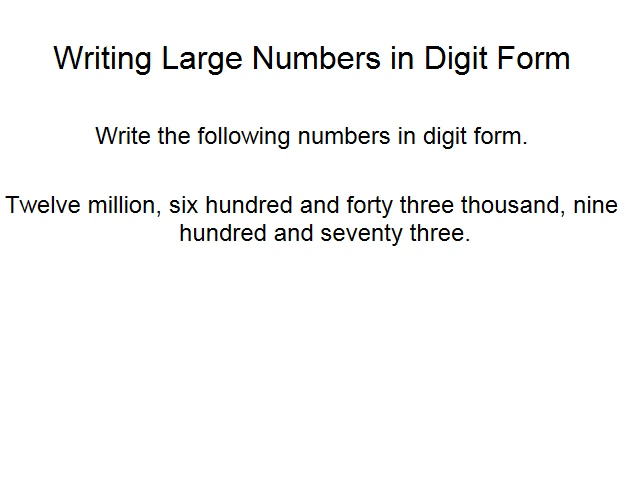 Writing Large Numbers in Digit Form
Write the following numbers in digit form.
Twelve million, six hundred and forty three thousand, nine
hundred and seventy three.